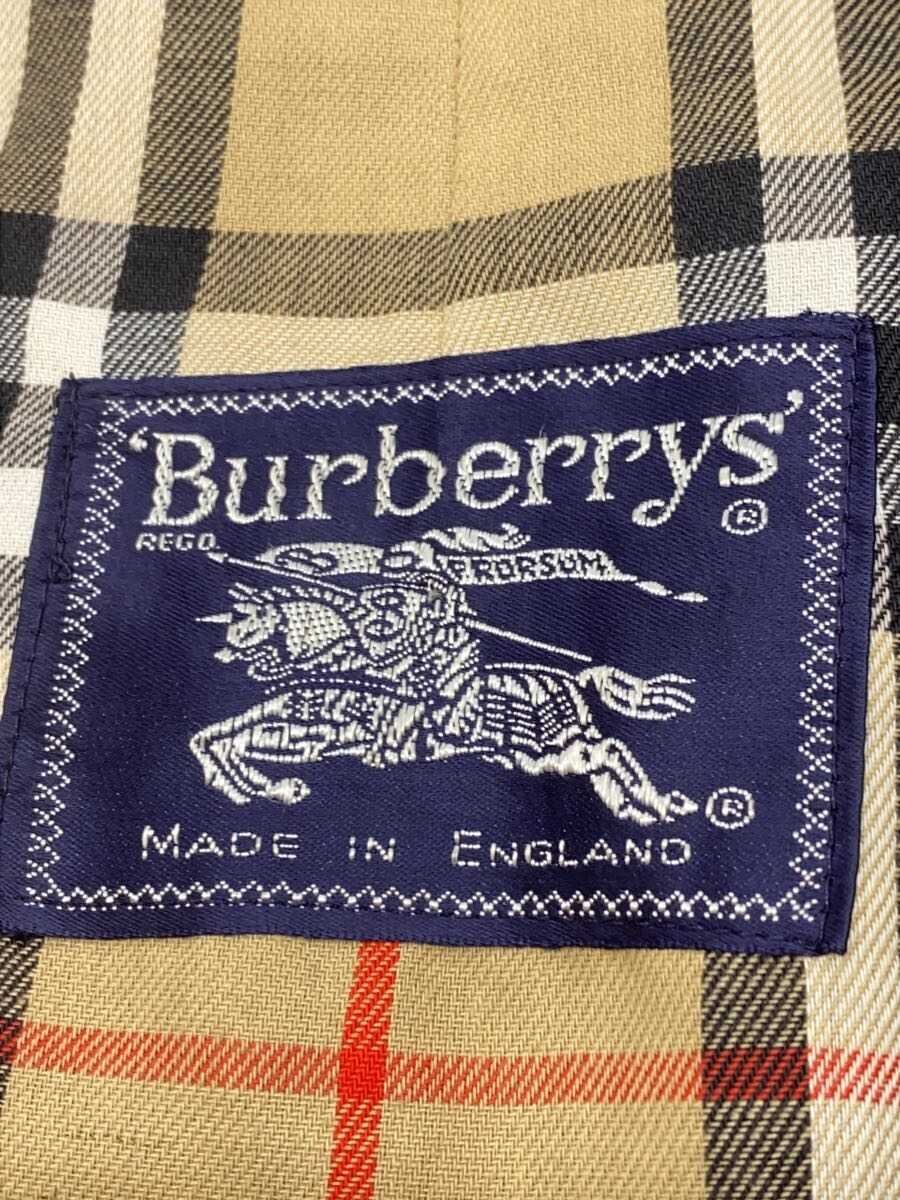 'Burberrys'
®
REGD
PRORSUM
®
MADE IN ENGLAND